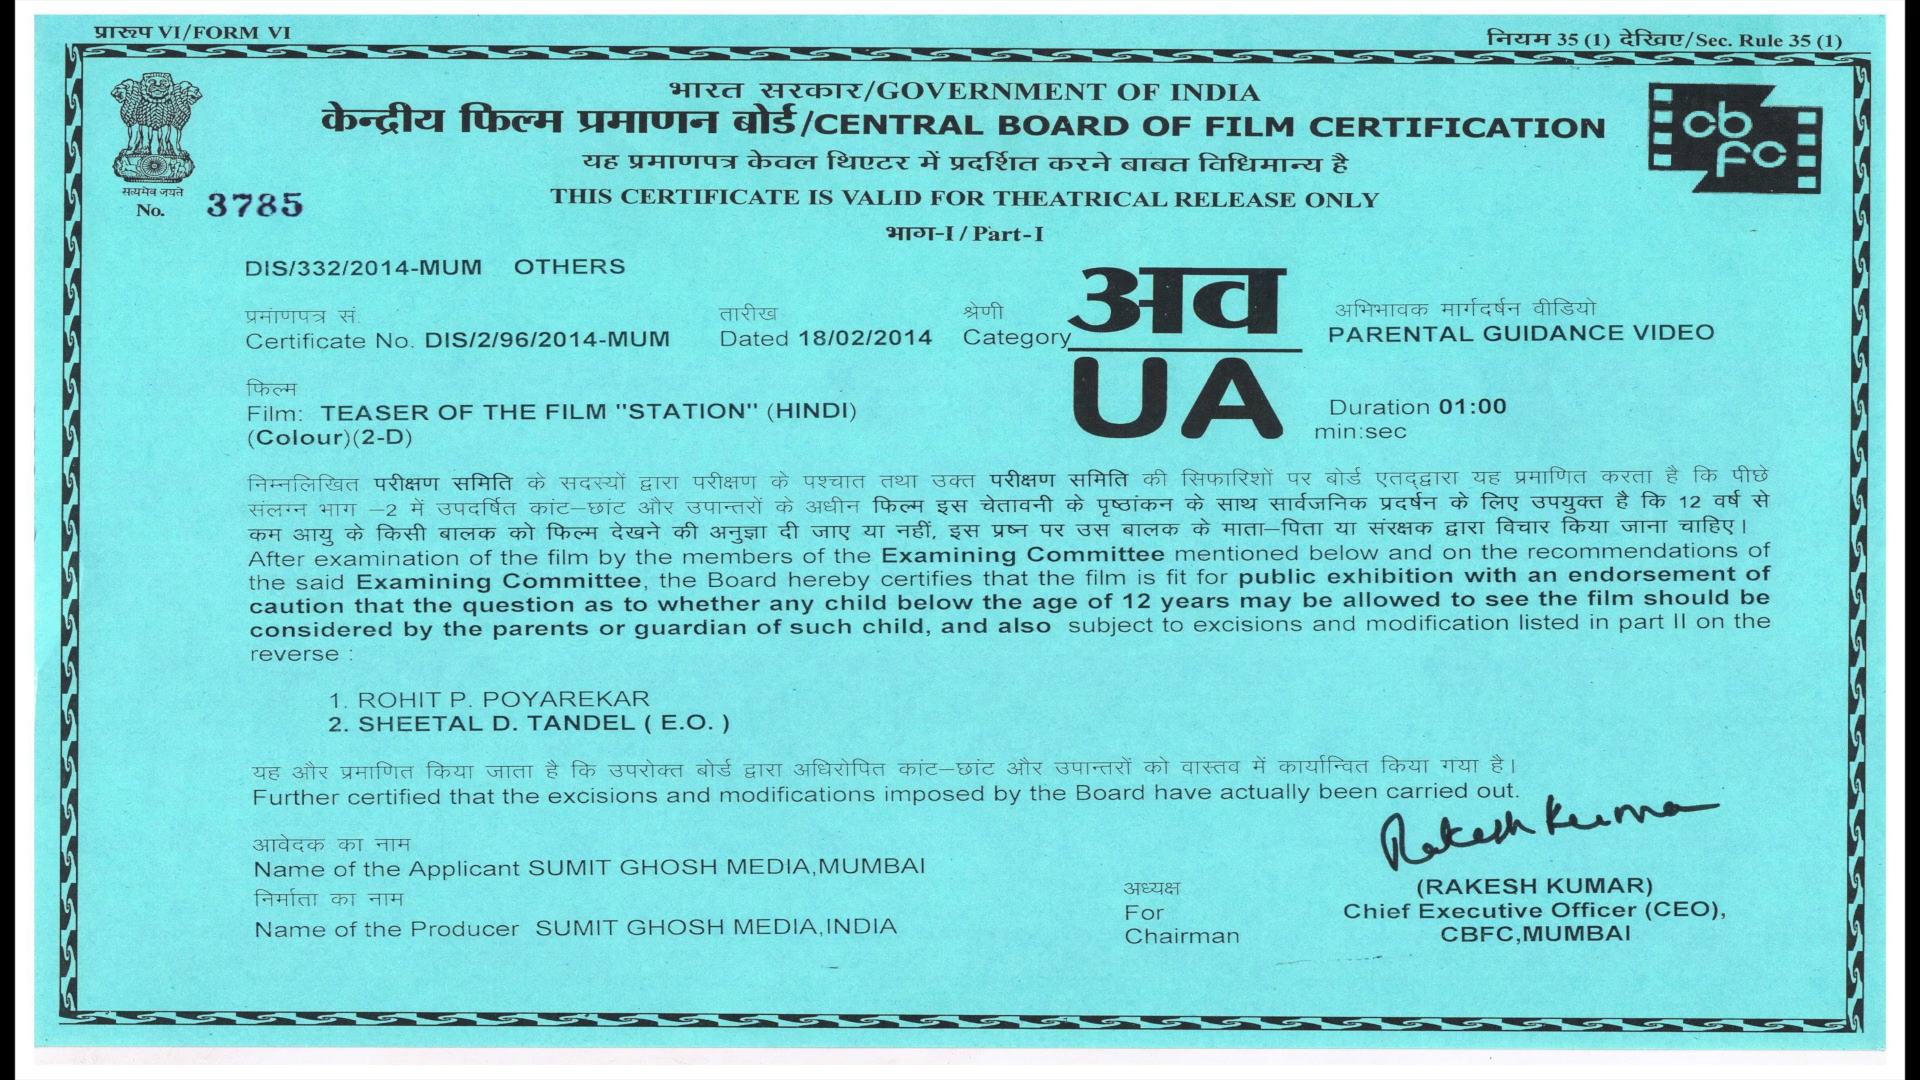 प्रारूप VI/FORM VI
नियम 35 (1) देखिए/Sec. Rule 35 (1)
भारत सरकार/GOVERNMENT OF INDIA
केन्द्रीय फिल्म प्रमाणन बोर्ड/CENTRAL BOARD OF FILM CERTIFICATION
cb
fc
यह प्रमाणपत्र केवल थिएटर में प्रदर्शित करने बाबत विधिमान्य है
सत्यमेव जयते
THIS CERTIFICATE IS VALID FOR THEATRICAL RELEASE ONLY
No. 3785
भाग-I / Part-I
DIS/332/2014-MUM OTHERS
प्रमाणपत्र सं. तारीख श्रेणी अव अभिभावक मार्गदर्षन वीडियो
Certificate No. DIS/2/96/2014-MUM Dated 18/02/2014 Category PARENTAL GUIDANCE VIDEO
UA
फिल्म
Film: TEASER OF THE FILM "STATION" (HINDI) Duration 01:00
(Colour)(2-D) min:sec
निम्नलिखित परीक्षण समिति के सदस्यों द्वारा परीक्षण के पश्चात तथा उक्त परीक्षण समिति की सिफारिशों पर बोर्ड एतद्द्वारा यह प्रमाणित करता है कि पीछे
संलग्न भाग –2 में उपदर्षित कांट–छांट और उपान्तरों के अधीन फिल्म इस चेतावनी के पृष्ठांकन के साथ सार्वजनिक प्रदर्षन के लिए उपयुक्त है कि 12 वर्ष से
कम आयु के किसी बालक को फिल्म देखने की अनुज्ञा दी जाए या नहीं, इस प्रष्न पर उस बालक के माता–पिता या संरक्षक द्वारा विचार किया जाना चाहिए।
After examination of the film by the members of the Examining Committee mentioned below and on the recommendations of
the said Examining Committee, the Board hereby certifies that the film is fit for public exhibition with an endorsement of
caution that the question as to whether any child below the age of 12 years may be allowed to see the film should be
considered by the parents or guardian of such child, and also subject to excisions and modification listed in part II on the
reverse :
1. ROHIT P. POYAREKAR
2. SHEETAL D. TANDEL ( E.O. )
यह और प्रमाणित किया जाता है कि उपरोक्त बोर्ड द्वारा अधिरोपित कांट–छांट और उपान्तरों को वास्तव में कार्यान्वित किया गया है।
Further certified that the excisions and modifications imposed by the Board have actually been carried out.
Rakesh Kumar
आवेदक का नाम
Name of the Applicant SUMIT GHOSH MEDIA,MUMBAI
निर्माता का नाम
Name of the Producer SUMIT GHOSH MEDIA,INDIA
अध्यक्ष
For
Chairman
(RAKESH KUMAR)
Chief Executive Officer (CEO),
CBFC,MUMBAI